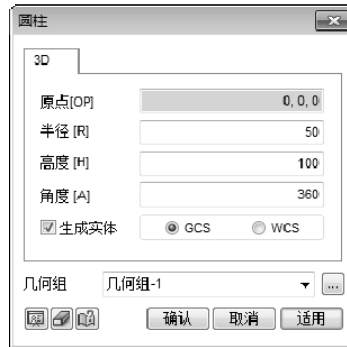 圆柱
3D
原点[OP] 0, 0, 0
半径 [R] 50
高度 [H] 100
角度 [A] 360
生成实体 GCS WCS
几何组 几何组-1 ...
确认 取消 适用